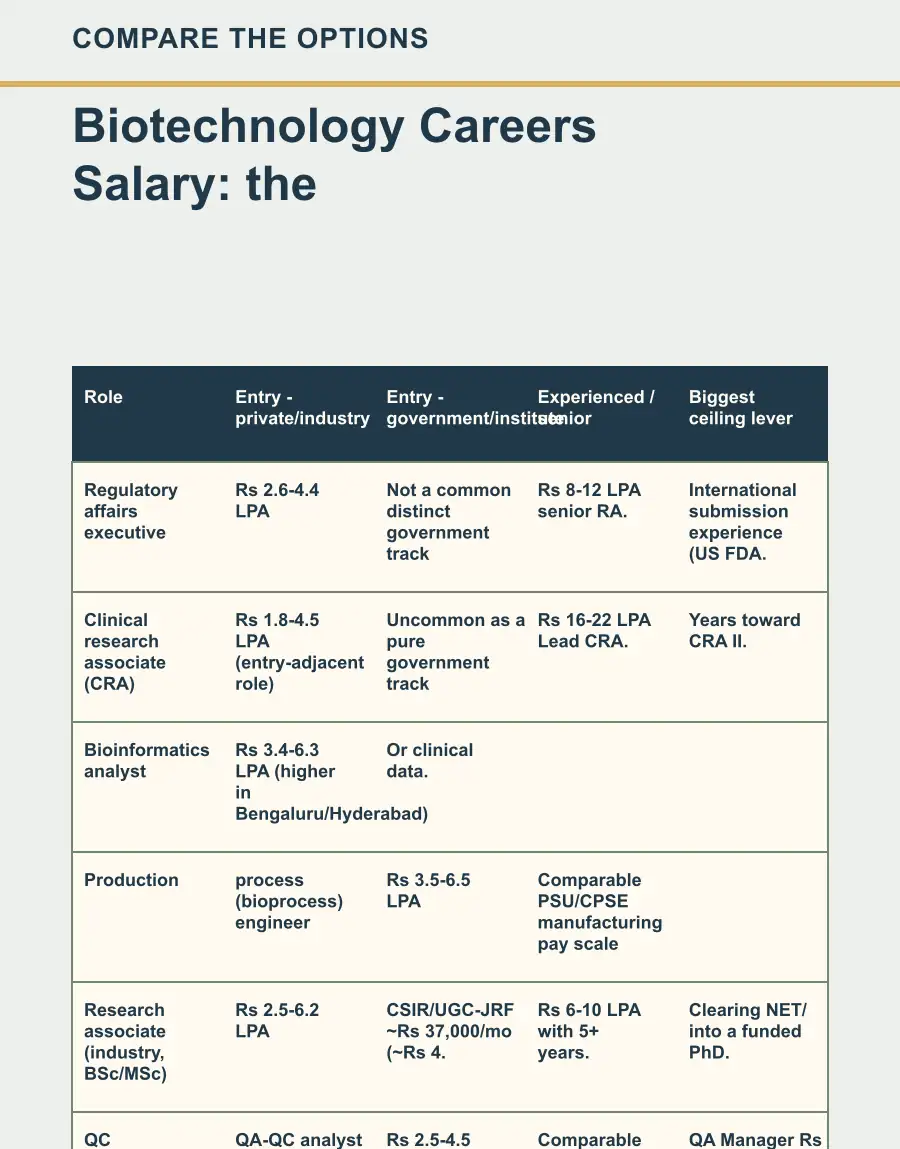 COMPARE THE OPTIONS
Biotechnology Careers
Salary: the
Role
Entry -
private/industry
Entry -
government/institute
Experienced /
senior
Biggest
ceiling lever
Regulatory
affairs
executive
Rs 2.6-4.4
LPA
Not a common
distinct
government
track
Rs 8-12 LPA
senior RA.
International
submission
experience
(US FDA.
Clinical
research
associate
(CRA)
Rs 1.8-4.5
LPA
(entry-adjacent
role)
Uncommon as a
pure
government
track
Rs 16-22 LPA
Lead CRA.
Years toward
CRA II.
Bioinformatics
analyst
Rs 3.4-6.3
LPA (higher
in
Bengaluru/Hyderabad)
Or clinical
data.
Production
process
(bioprocess)
engineer
Rs 3.5-6.5
LPA
Comparable
PSU/CPSE
manufacturing
pay scale
Research
associate
(industry,
BSc/MSc)
Rs 2.5-6.2
LPA
CSIR/UGC-JRF
~Rs 37,000/mo
(~Rs 4.
Rs 6-10 LPA
with 5+
years.
Clearing NET/
into a funded
PhD.
QC
QA-QC analyst
Rs 2.5-4.5
Comparable
QA Manager Rs